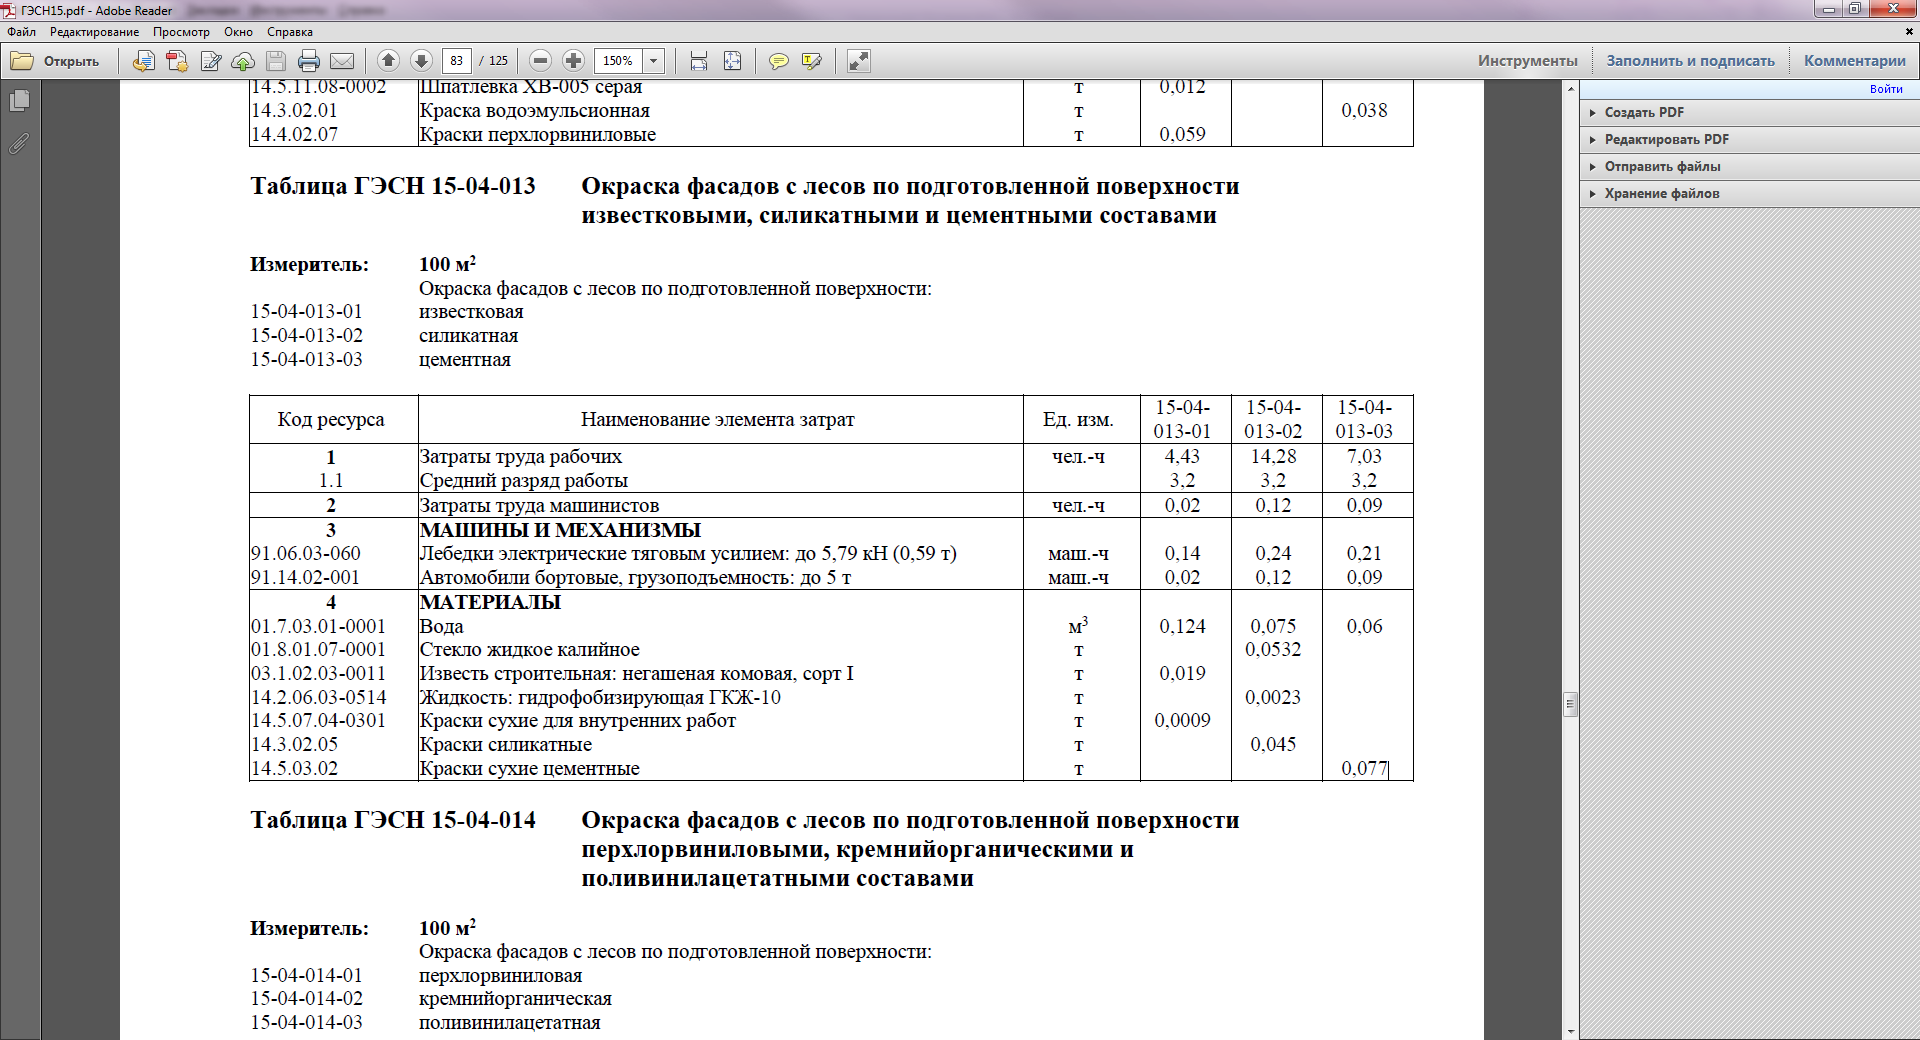 ГЭСН15.pdf - Adobe Reader
Файл Редактирование Просмотр Окно Справка
Открыть 83 / 125 150% Инструменты Заполнить и подписать Комментарии
Войти
Создать PDF
Редактировать PDF
Отправить файлы
Хранение файлов
14.5.11.08-0002 Шпатлевка ХВ-005 серая т 0,012
14.3.02.01 Краска водоэмульсионная т 0,038
14.4.02.07 Краски перхлорвиниловые т 0,059
Таблица ГЭСН 15-04-013 Окраска фасадов с лесов по подготовленной поверхности
известковыми, силикатными и цементными составами
Измеритель: 100 м²
Окраска фасадов с лесов по подготовленной поверхности:
15-04-013-01 известковая
15-04-013-02 силикатная
15-04-013-03 цементная
Код ресурса Наименование элемента затрат Ед. изм. 15-04-013-01 15-04-013-02 15-04-013-03
1 Затраты труда рабочих чел.-ч 4,43 14,28 7,03
1.1 Средний разряд работы 3,2 3,2 3,2
2 Затраты труда машинистов чел.-ч 0,02 0,12 0,09
3 МАШИНЫ И МЕХАНИЗМЫ
91.06.03-060 Лебедки электрические тяговым усилием: до 5,79 кН (0,59 т) маш.-ч 0,14 0,24 0,21
91.14.02-001 Автомобили бортовые, грузоподъемность: до 5 т маш.-ч 0,02 0,12 0,09
4 МАТЕРИАЛЫ
01.7.03.01-0001 Вода м³ 0,124 0,075 0,06
01.8.01.07-0001 Стекло жидкое калийное т 0,0532
03.1.02.03-0011 Известь строительная: негашеная комовая, сорт I т 0,019
14.2.06.03-0514 Жидкость: гидрофобизирующая ГКЖ-10 т 0,0023
14.5.07.04-0301 Краски сухие для внутренних работ т 0,0009
14.3.02.05 Краски силикатные т 0,045
14.5.03.02 Краски сухие цементные т 0,077
Таблица ГЭСН 15-04-014 Окраска фасадов с лесов по подготовленной поверхности
перхлорвиниловыми, кремнийорганическими и
поливинилацетатными составами
Измеритель: 100 м²
Окраска фасадов с лесов по подготовленной поверхности:
15-04-014-01 перхлорвиниловая
15-04-014-02 кремнийорганическая
15-04-014-03 поливинилацетатная